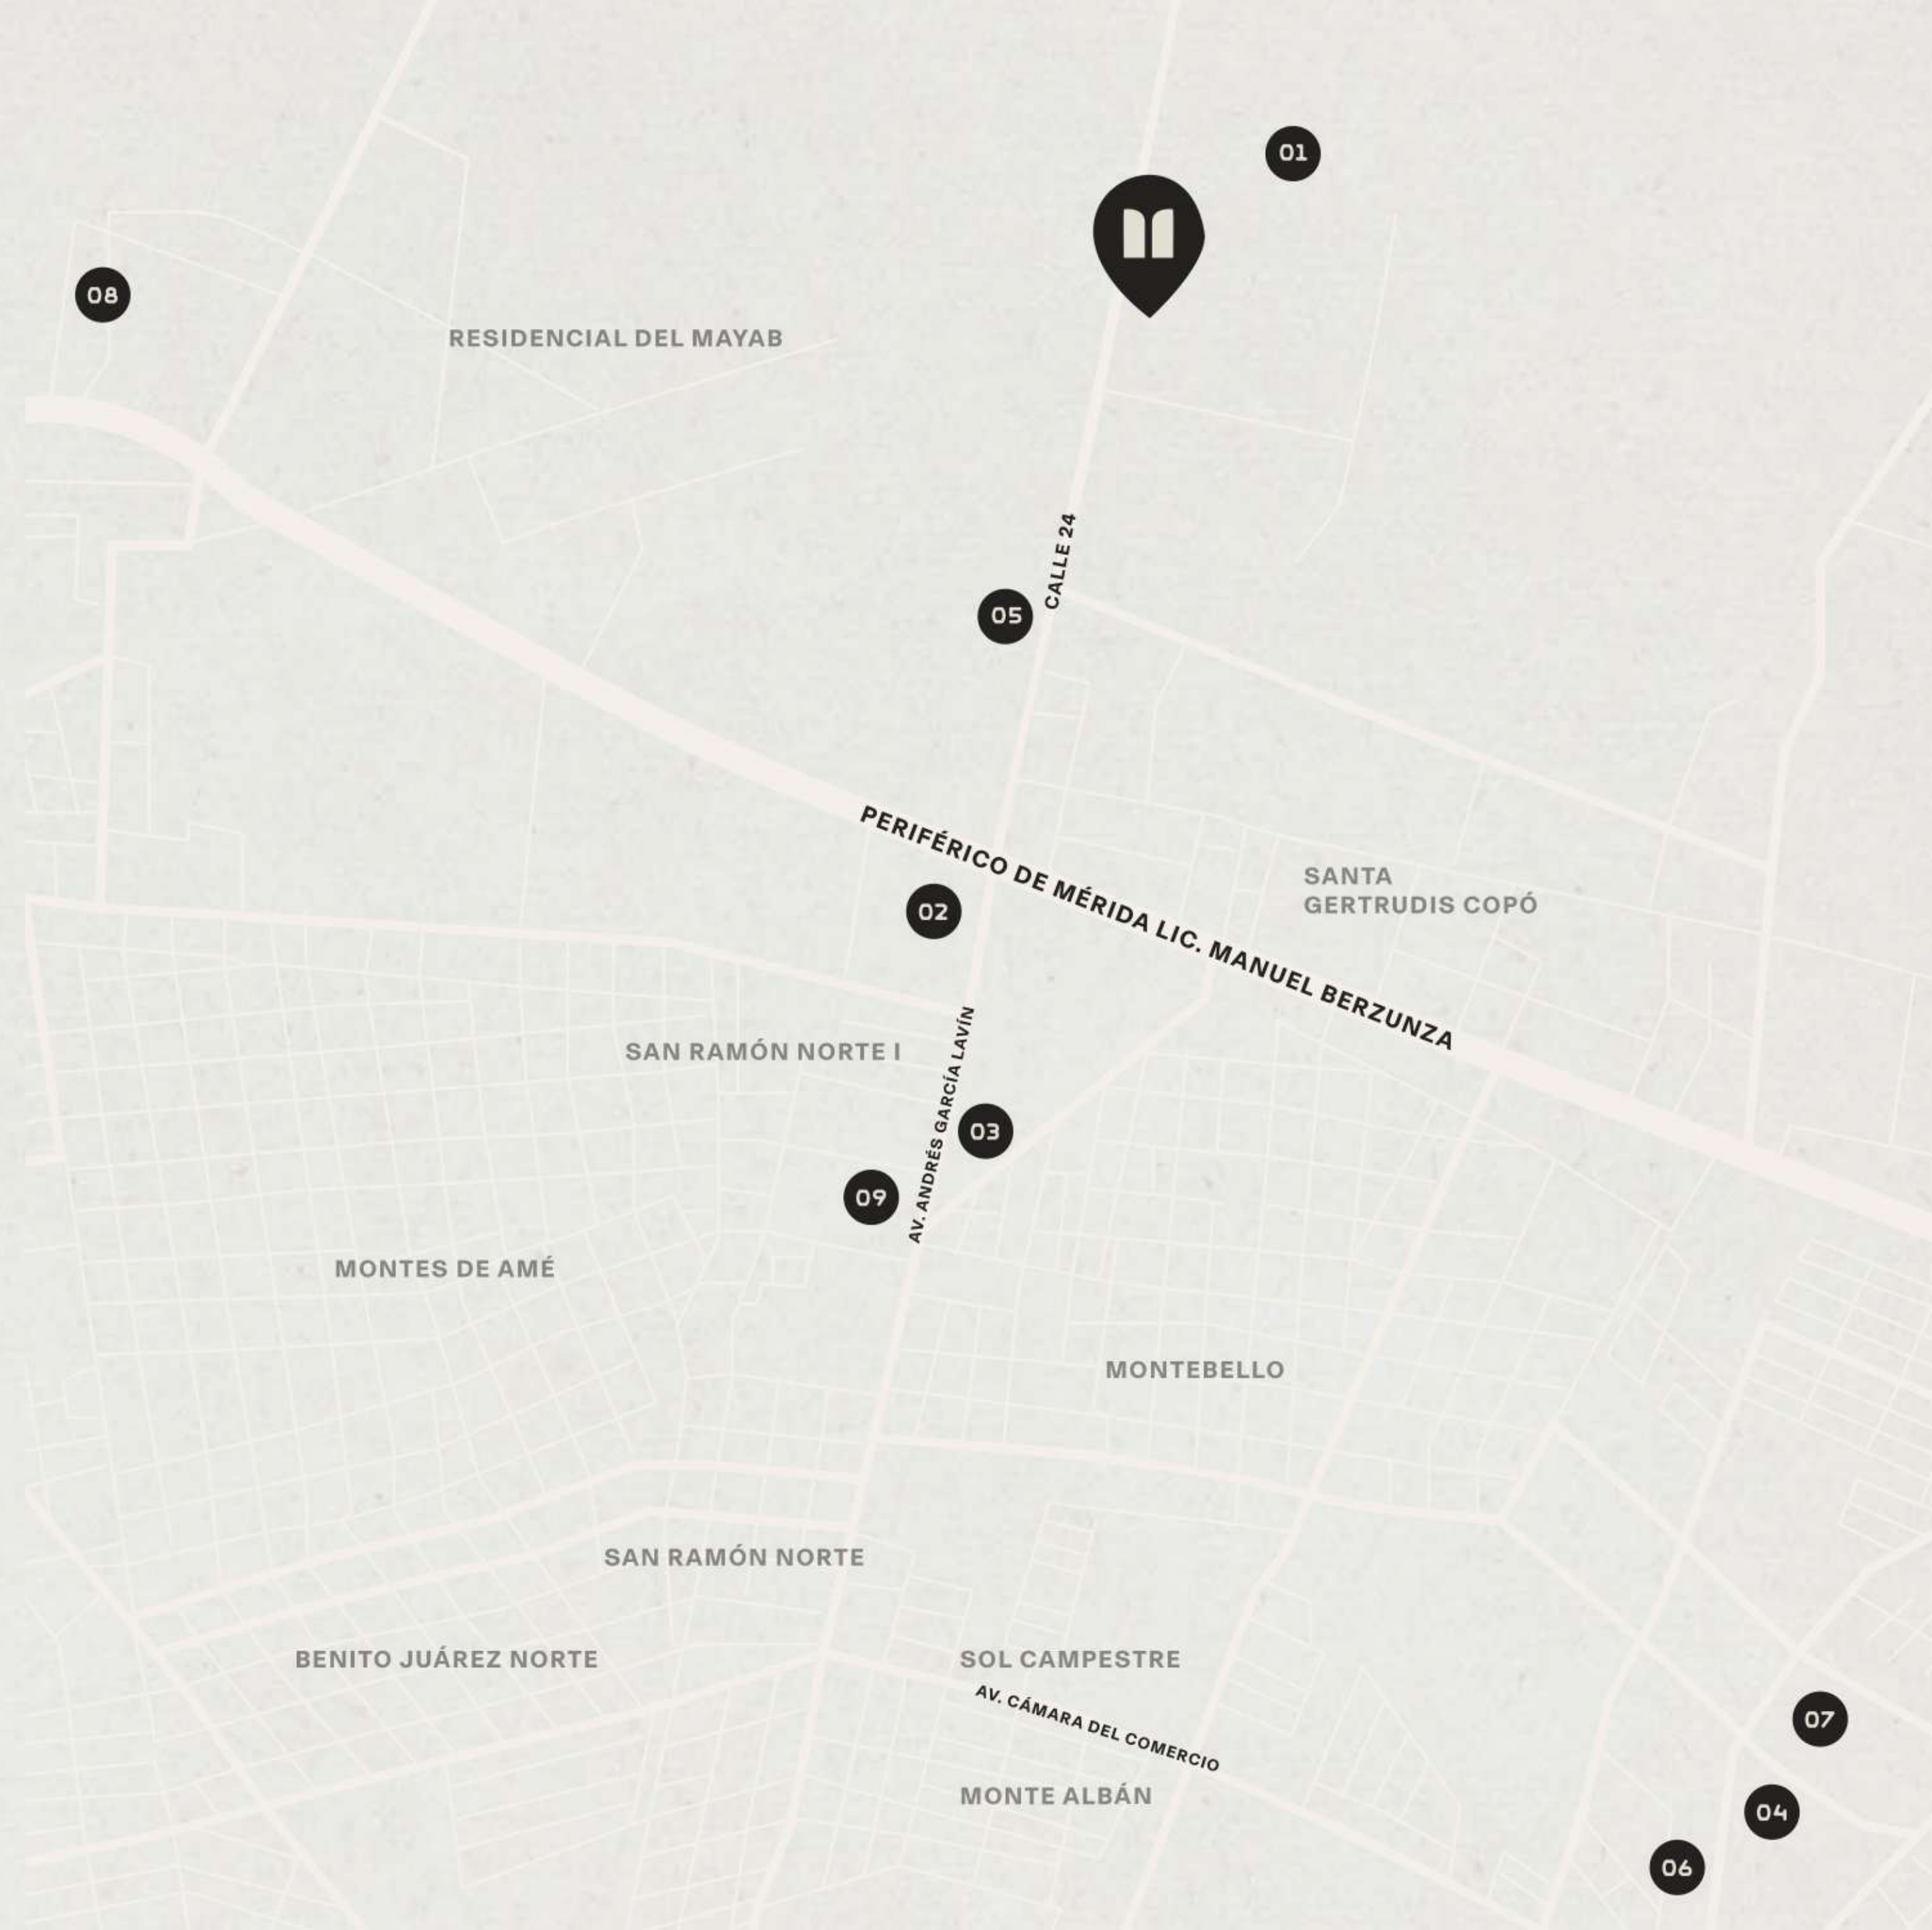 01
08
RESIDENCIAL DEL MAYAB
CALLE 24
05
PERIFÉRICO DE MÉRIDA LIC. MANUEL BERZUNZA
SANTA
GERTRUDIS COPÓ
02
SAN RAMÓN NORTE I
AV. ANDRÉS GARCÍA LAVÍN
03
09
MONTES DE AMÉ
MONTEBELLO
SAN RAMÓN NORTE
BENITO JUÁREZ NORTE
SOL CAMPESTRE
AV. CÁMARA DEL COMERCIO
07
MONTE ALBÁN
04
06